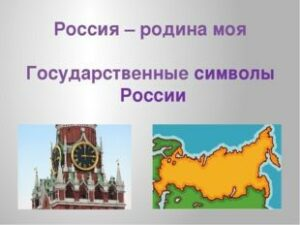 Россия – родина моя
Государственные символы
России